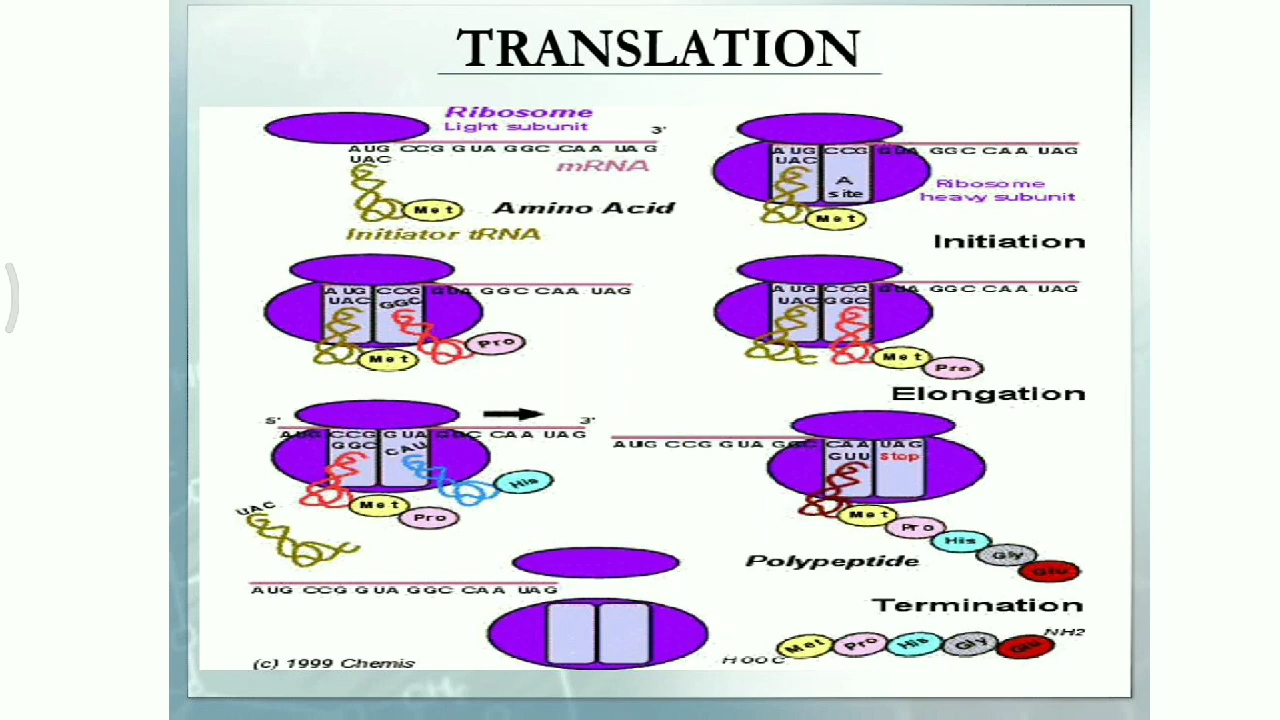 TRANSLATION
Ribosome
Light subunit
3'
AUG CCG GUA GGC CAA UAG
UAC
mRNA
Met
Amino Acid
Initiator tRNA
AUG CCG GUA GGC CAA UAG
UAC
A
site
Ribosome
heavy subunit
Met
Initiation
AUG CCG GUA GGC CAA UAG
UAC GGC
Pro
Met
AUG CCG GUA GGC CAA UAG
UAC GGC
Met
Pro
Elongation
5' 3'
AUG CCG GUA GGC CAA UAG
GGC CAU
His
Met
Pro
UAC
AUG CCG GUA GGC CAA UAG
GUU Stop
Met
Pro
His
Gly
Glu
Polypeptide
AUG CCG GUA GGC CAA UAG
Termination
NH2
Met Pro His Gly Glu
HOOC
(c) 1999 Chemis